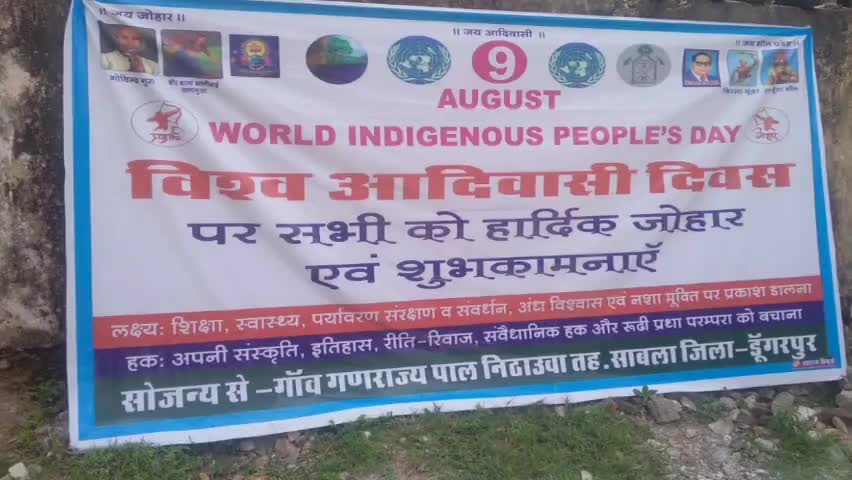 ॥ जय जोहार ॥
॥ जय आदिवासी ॥
॥ जय भील प्रदेश ॥
गोविन्द गुरु
वीर बाला कालीबाई
बिरसा मुंडा
9
AUGUST
WORLD INDIGENOUS PEOPLE'S DAY
विश्व आदिवासी दिवस
पर सभी को हार्दिक जोहार
एवं शुभकामनाएँ
लक्ष्य: शिक्षा, स्वास्थ्य, पर्यावरण संरक्षण व संवर्धन, अंध विश्वास एवं नशा मूक्ति पर प्रकाश डालना
हक: अपनी संस्कृति, इतिहास, रीति-रिवाज, संवैधानिक हक और रूढी प्रथा परम्परा को बचाना
सोजन्य से -गॉव गणराज्य पाल निठाउवा तह. साबला जिला-डूॅंगरपुर